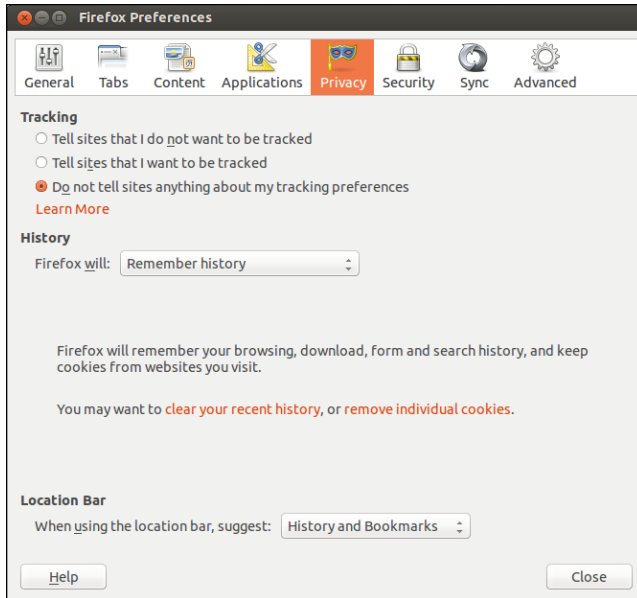 Firefox Preferences
General Tabs Content Applications Privacy Security Sync Advanced
Tracking
Tell sites that I do not want to be tracked
Tell sites that I want to be tracked
Do not tell sites anything about my tracking preferences
Learn More
History
Firefox will: Remember history
Firefox will remember your browsing, download, form and search history, and keep
cookies from websites you visit.
You may want to clear your recent history, or remove individual cookies.
Location Bar
When using the location bar, suggest: History and Bookmarks
Help Close